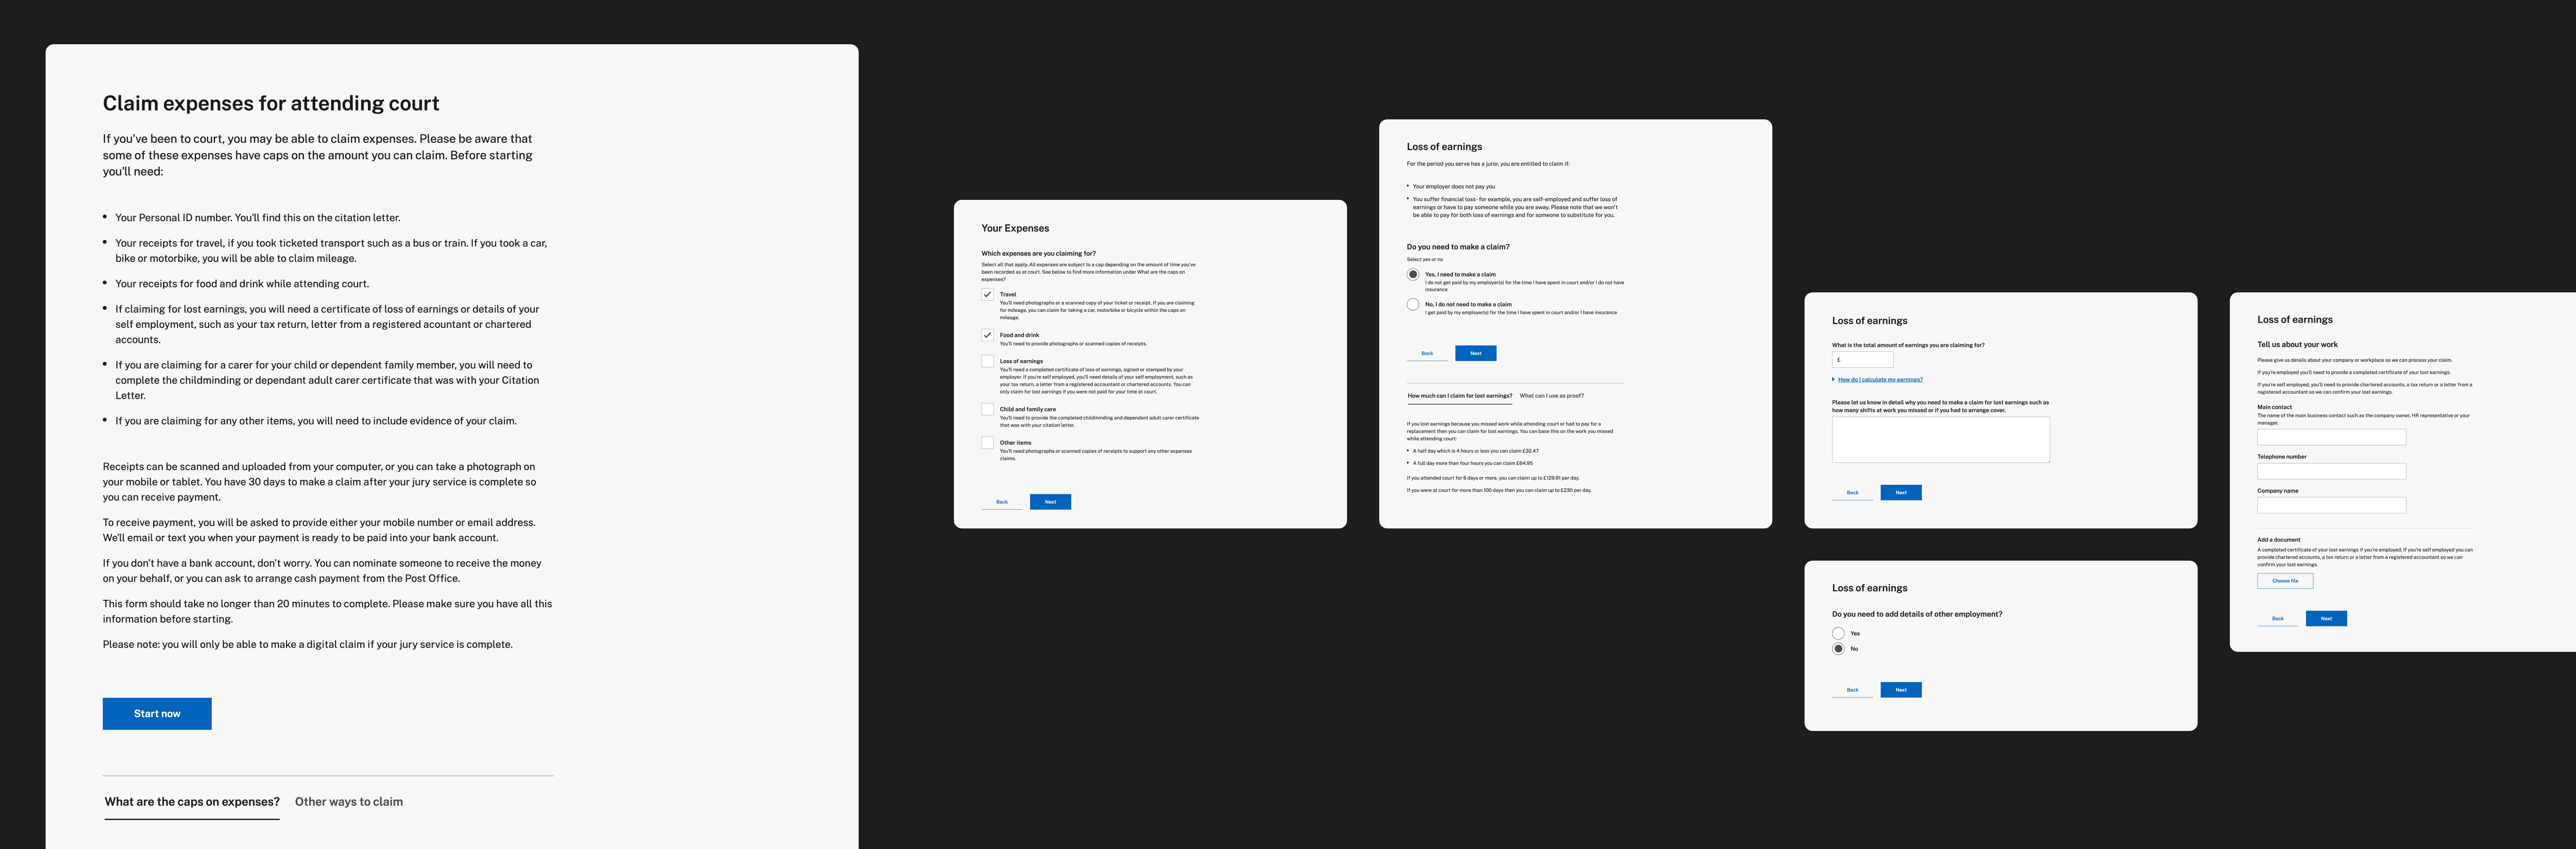 Claim expenses for attending court
If you've been to court, you may be able to claim expenses. Please be aware that
some of these expenses have caps on the amount you can claim. Before starting
you'll need:
• Your Personal ID number. You'll find this on the citation letter.
• Your receipts for travel, if you took ticketed transport such as a bus or train. If you took a car,
bike or motorbike, you will be able to claim mileage.
• Your receipts for food and drink while attending court.
• If claiming for lost earnings, you will need a certificate of loss of earnings or details of your
self employment, such as your tax return, letter from a registered acountant or chartered
accounts.
• If you are claiming for a carer for your child or dependent family member, you will need to
complete the childminding or dependant adult carer certificate that was with your Citation
Letter.
• If you are claiming for any other items, you will need to include evidence of your claim.
Receipts can be scanned and uploaded from your computer, or you can take a photograph on
your mobile or tablet. You have 30 days to make a claim after your jury service is complete so
you can receive payment.
To receive payment, you will be asked to provide either your mobile number or email address.
We'll email or text you when your payment is ready to be paid into your bank account.
If you don't have a bank account, don't worry. You can nominate someone to receive the money
on your behalf, or you can ask to arrange cash payment from the Post Office.
This form should take no longer than 20 minutes to complete. Please make sure you have all this
information before starting.
Please note: you will only be able to make a digital claim if your jury service is complete.
Start now
What are the caps on expenses? Other ways to claim
Your Expenses
Which expenses are you claiming for?
Select all that apply. All expenses are subject to a cap depending on the amount of time you've
been recorded as at court. See below to find more information under What are the caps on
expenses?
Travel
You'll need photographs or a scanned copy of your ticket or receipt. If you are claiming
for mileage, you can claim for taking a car, motorbike or bicycle within the caps on
mileage.
Food and drink
You'll need to provide photographs or scanned copies of receipts.
Loss of earnings
You'll need a completed certificate of loss of earnings, signed or stamped by your
employer. If you're self employed, you'll need details of your self employment, such as
your tax return, a letter from a registered accountant or chartered accounts. You can
only claim for lost earnings if you were not paid for your time at court.
Child and family care
You'll need to provide the completed childminding and dependant adult carer certificate
that was with your citation letter.
Other items
You'll need photographs or scanned copies of receipts to support any other expenses
claims.
Back Next
Loss of earnings
For the period you serve has a juror, you are entitled to claim if:
• Your employer does not pay you
• You suffer financial loss - for example, you are self-employed and suffer loss of
earnings or have to pay someone while you are away. Please note that we won't
be able to pay for both loss of earnings and for someone to substitute for you.
Do you need to make a claim?
Select yes or no
Yes, I need to make a claim
I do not get paid by my employer(s) for the time I have spent in court and/or I do not have
insurance
No, I do not need to make a claim
I get paid by my employer(s) for the time I have spent in court and/or I have insurance
Back Next
How much can I claim for lost earnings? What can I use as proof?
If you lost earnings because you missed work while attending court or had to pay for a
replacement then you can claim for lost earnings. You can base this on the work you missed
while attending court:
• A half day which is 4 hours or less you can claim £32.47
• A full day more than four hours you can claim £64.95
If you attended court for 6 days or more, you can claim up to £129.91 per day.
If you were at court for more than 100 days then you can claim up to £230 per day.
Loss of earnings
What is the total amount of earnings you are claiming for?
£
How do I calculate my earnings?
Please let us know in detail why you need to make a claim for lost earnings such as
how many shifts at work you missed or if you had to arrange cover.
Back Next
Loss of earnings
Do you need to add details of other employment?
Yes
No
Back Next
Loss of earnings
Tell us about your work
Please give us details about your company or workplace so we can process your claim.
If you're employed you'll need to provide a completed certificate of your lost earnings.
If you're self employed, you'll need to provide chartered accounts, a tax return or a letter from a
registered accountant so we can confirm your lost earnings.
Main contact
The name of the main business contact such as the company owner, HR representative or your
manager.
Telephone number
Company name
Add a document
A completed certificate of your lost earnings if you're employed. If you're self employed you can
provide chartered accounts, a tax return or a letter from a registered accountant so we can
confirm your lost earnings.
Choose file
Back Next